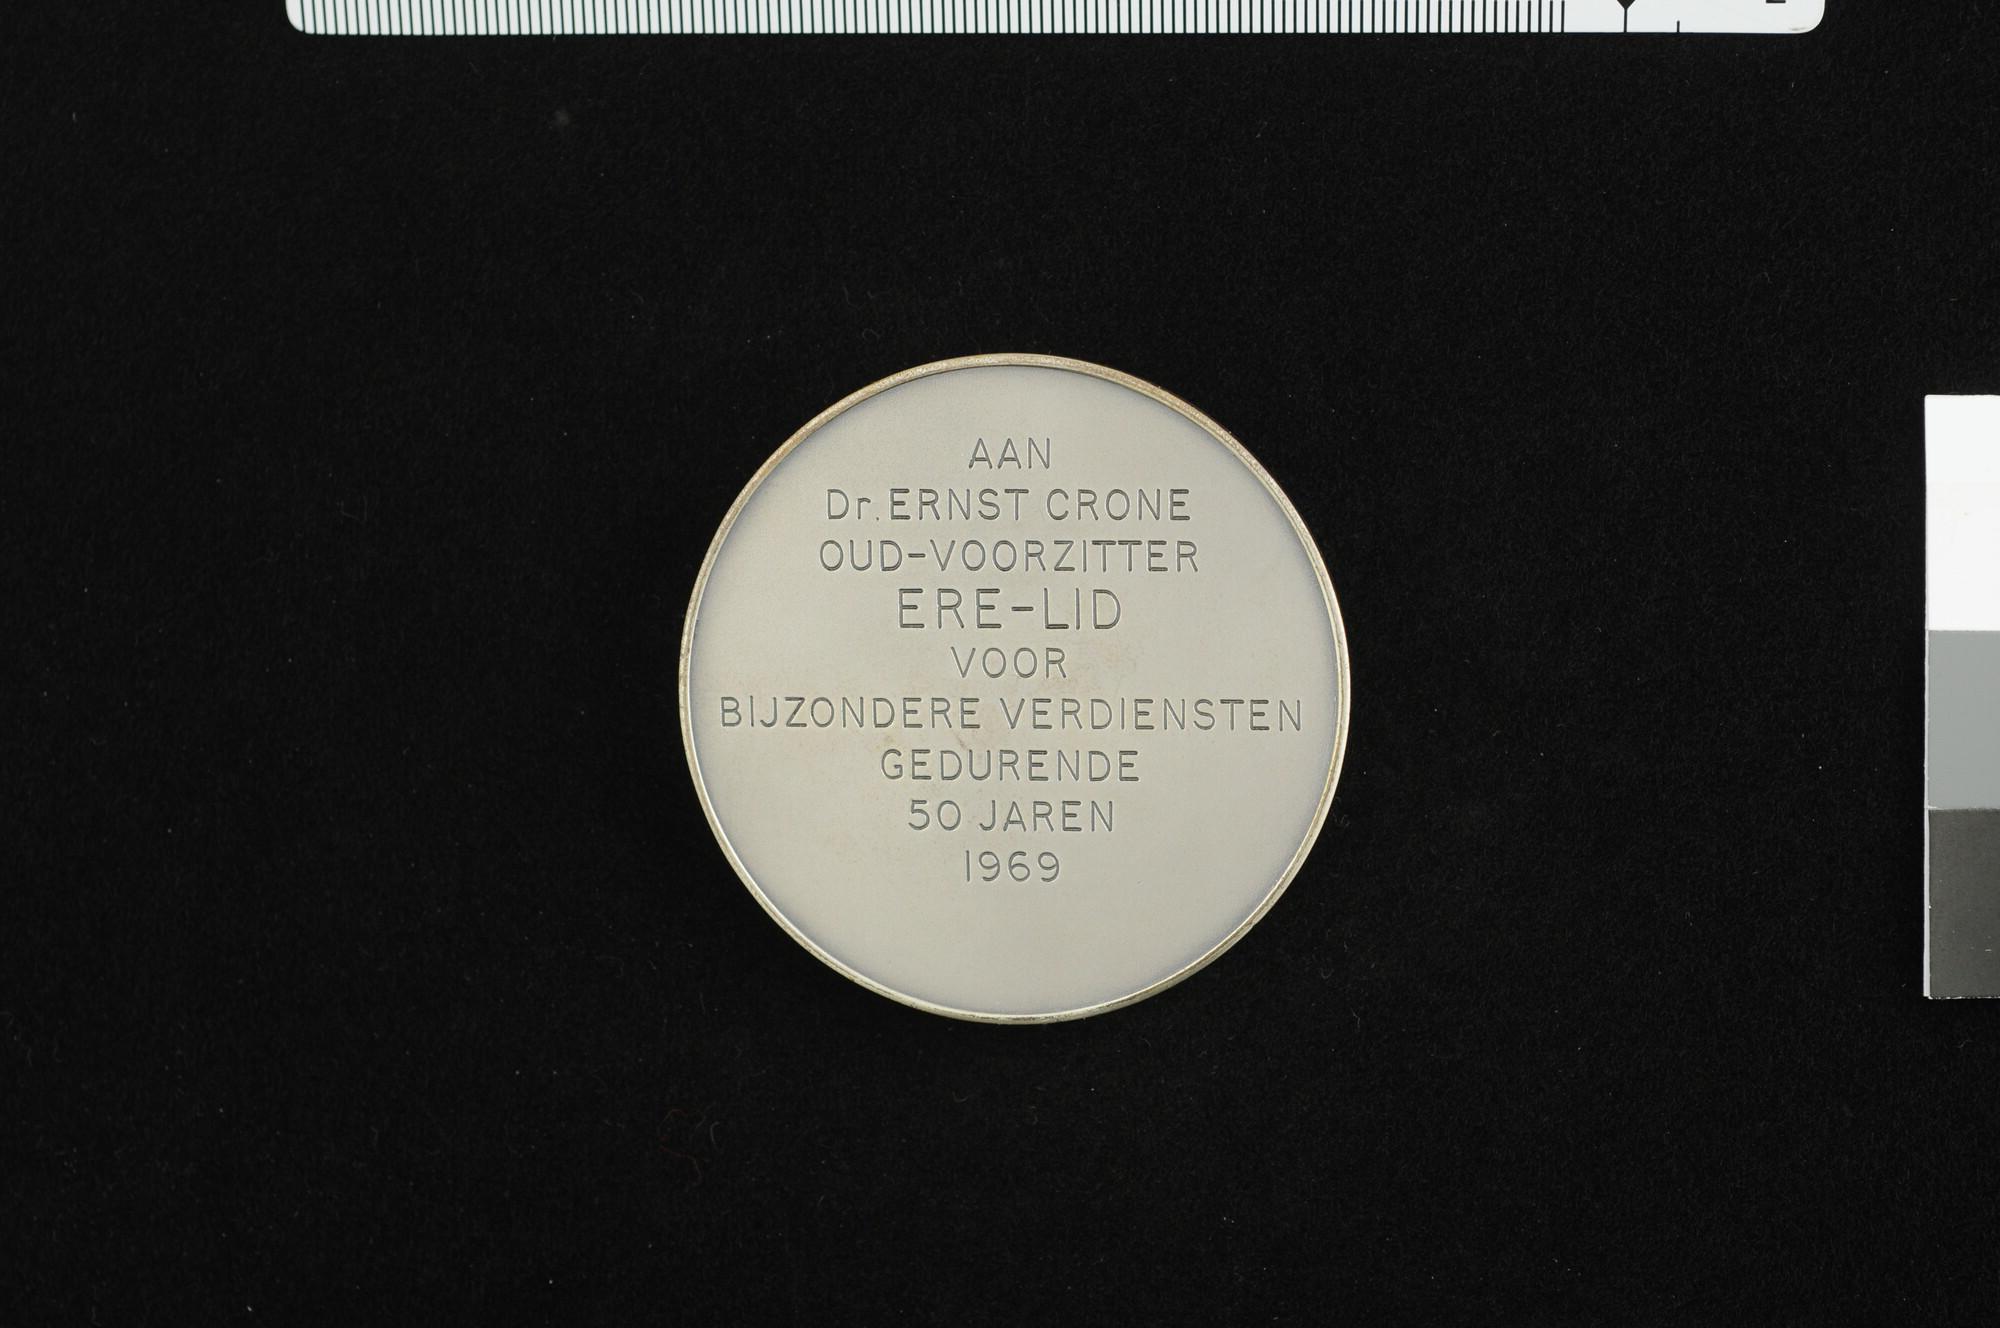 AAN
Dr. ERNST CRONE
OUD-VOORZITTER
ERE-LID
VOOR
BIJZONDERE VERDIENSTEN
GEDURENDE
50 JAREN
1969